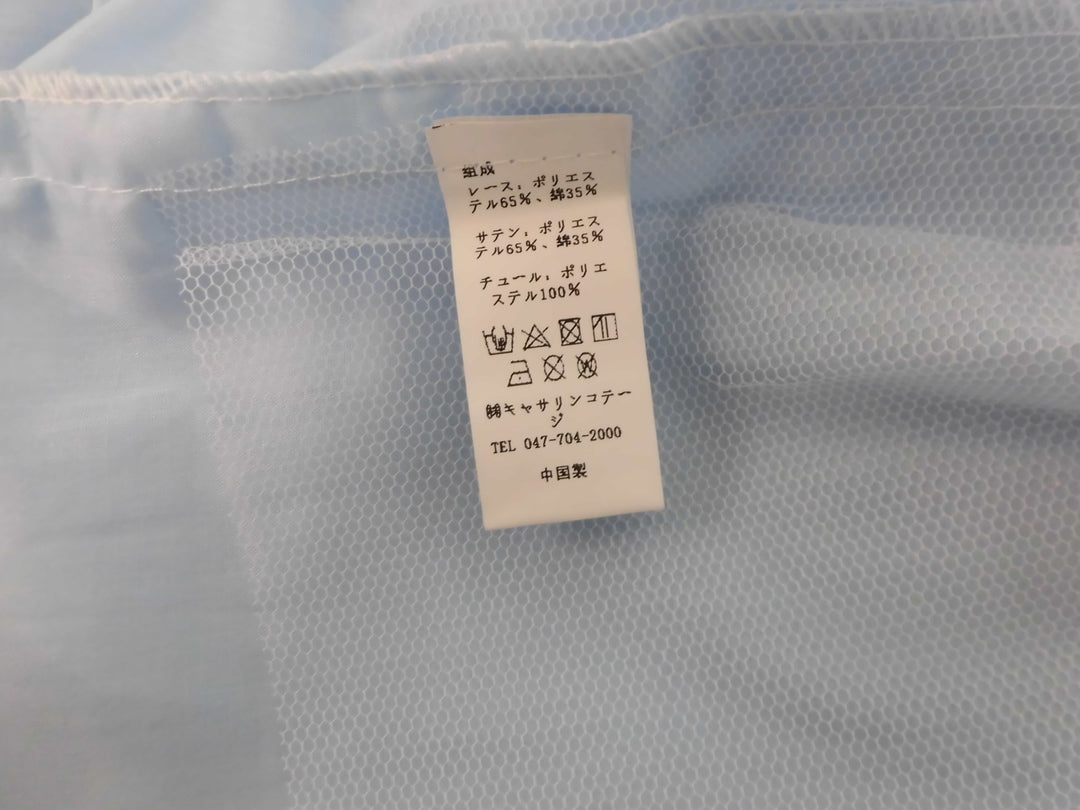 组成
レース：ポリエス
テル65%、綿35%
サテン：ポリエス
テル65%、綿35%
チュール：ポリエ
ステル100%
㈱キャサリンコテー
ジ
TEL 047-704-2000
中国製